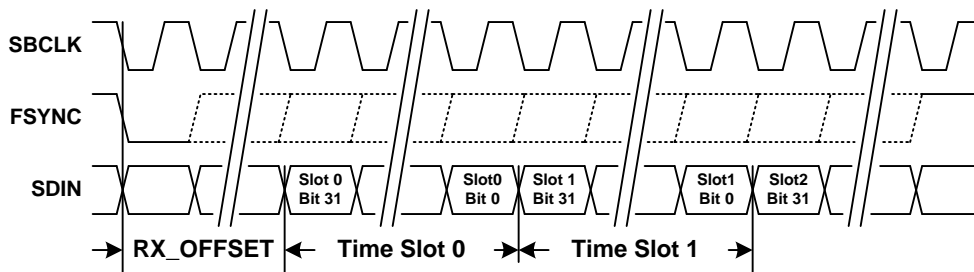 SBCLK
FSYNC
SDIN
Slot 0
Bit 31
Slot0
Bit 0
Slot 1
Bit 31
Slot1
Bit 0
Slot2
Bit 31
RX_OFFSET
Time Slot 0
Time Slot 1